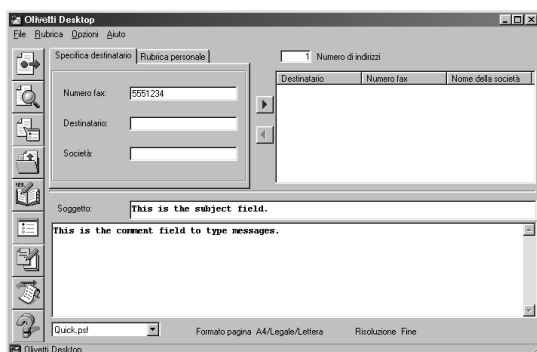 Olivetti Desktop
File Rubrica Opzioni Aiuto
Specifica destinatario Rubrica personale
1 Numero di indirizzi
Destinatario Numero fax Nome della società
Numero fax: 5551234
Destinatario:
Società:
123..
Soggetto: This is the subject field.
This is the comment field to type messages.
Quick.psf Formato pagina A4/Legale/Lettera Risoluzione Fine
Olivetti Desktop